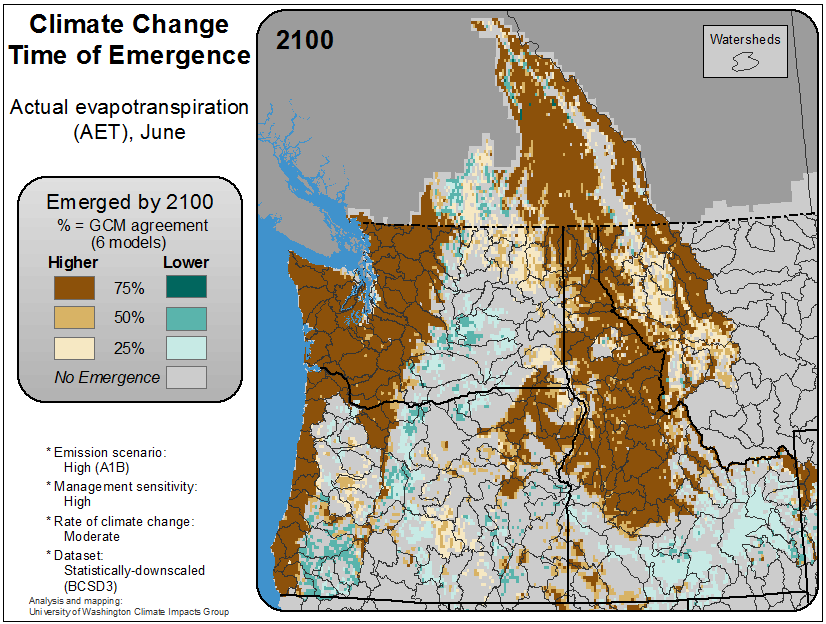 Climate Change
Time of Emergence
Actual evapotranspiration
(AET), June
Emerged by 2100
% = GCM agreement
(6 models)
Higher Lower
75%
50%
25%
No Emergence
* Emission scenario:
High (A1B)
* Management sensitivity:
High
* Rate of climate change:
Moderate
* Dataset:
Statistically-downscaled
(BCSD3)
Analysis and mapping:
University of Washington Climate Impacts Group
2100
Watersheds